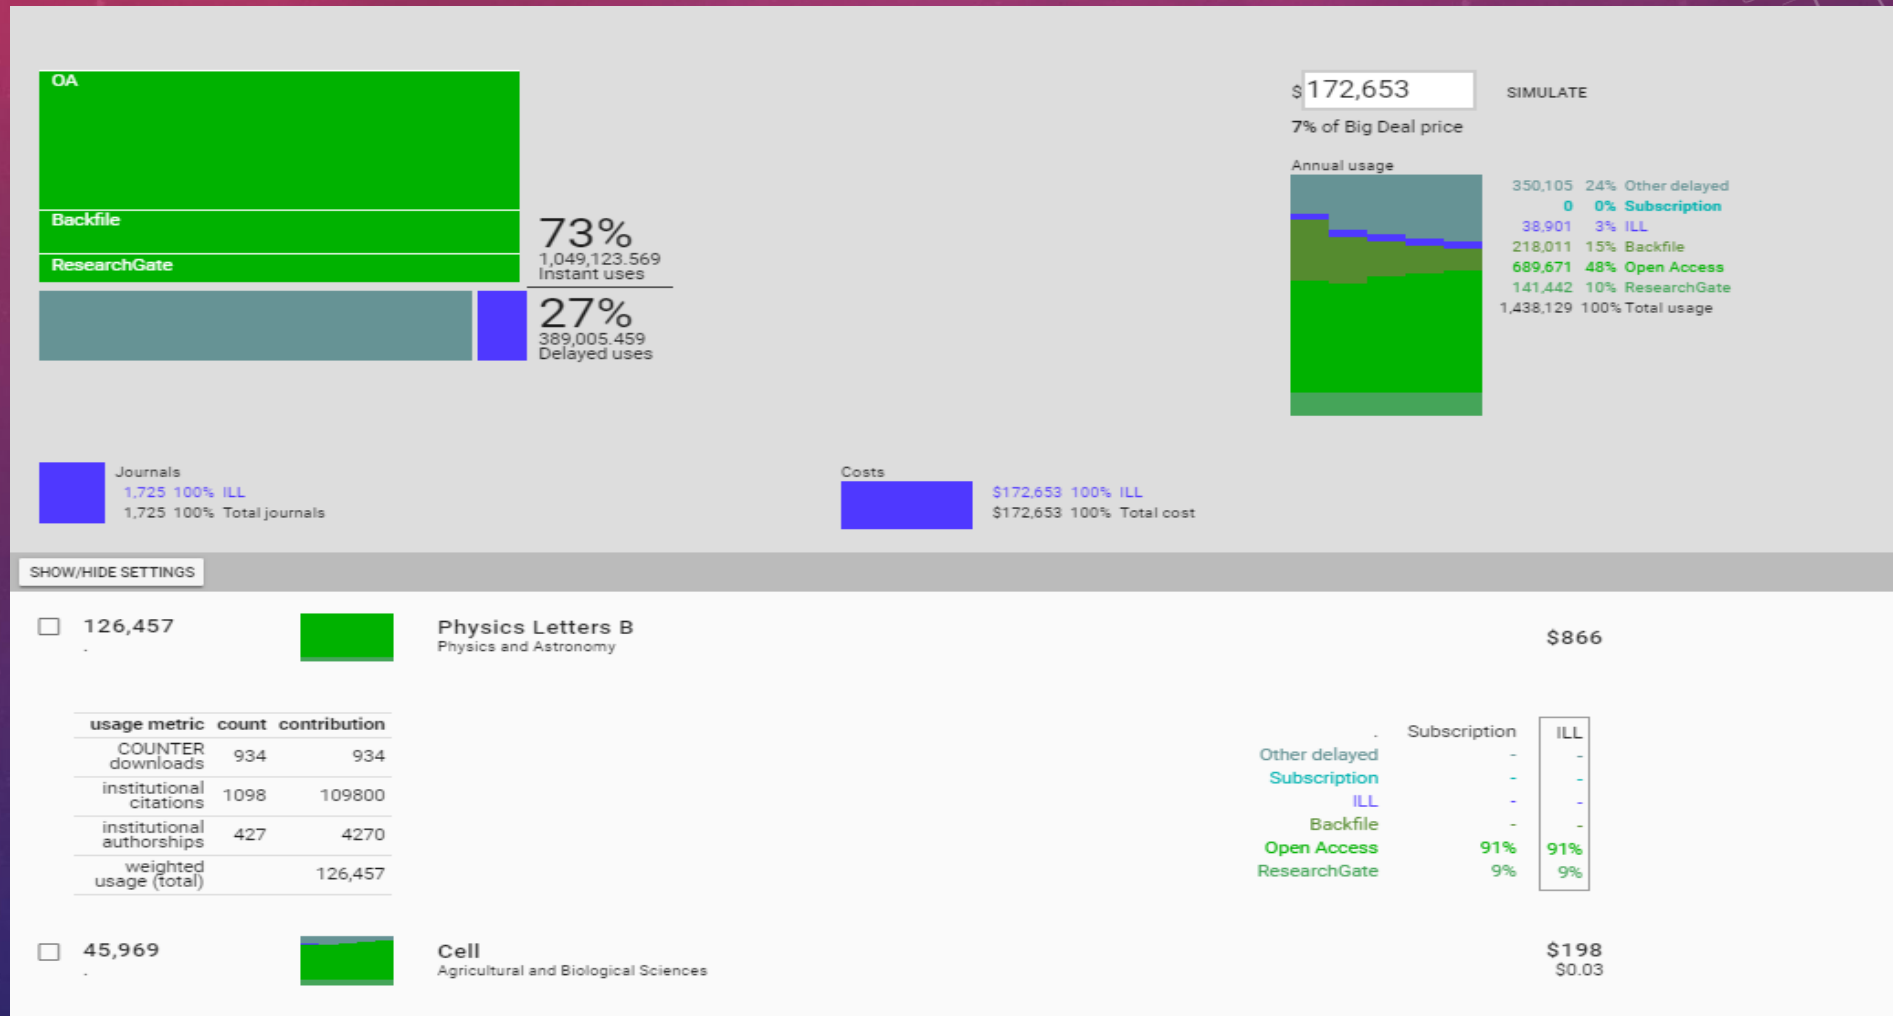 OA
Backfile
ResearchGate
73%
1,049,123.569
Instant uses
27%
389,005.459
Delayed uses
$ 172,653 SIMULATE
7% of Big Deal price
Annual usage
350,105 24% Other delayed
0 0% Subscription
38,901 3% ILL
218,011 15% Backfile
689,671 48% Open Access
141,442 10% ResearchGate
1,438,129 100% Total usage
Journals
1,725 100% ILL
1,725 100% Total journals
Costs
$172,653 100% ILL
$172,653 100% Total cost
SHOW/HIDE SETTINGS
126,457 Physics Letters B $866
. Physics and Astronomy
usage metric count contribution
COUNTER
downloads 934 934
institutional
citations 1098 109800
institutional
authorships 427 4270
weighted
usage (total) 126,457
. Subscription ILL
Other delayed - -
Subscription - -
ILL - -
Backfile - -
Open Access 91% 91%
ResearchGate 9% 9%
45,969 Cell $198
. Agricultural and Biological Sciences $0.03